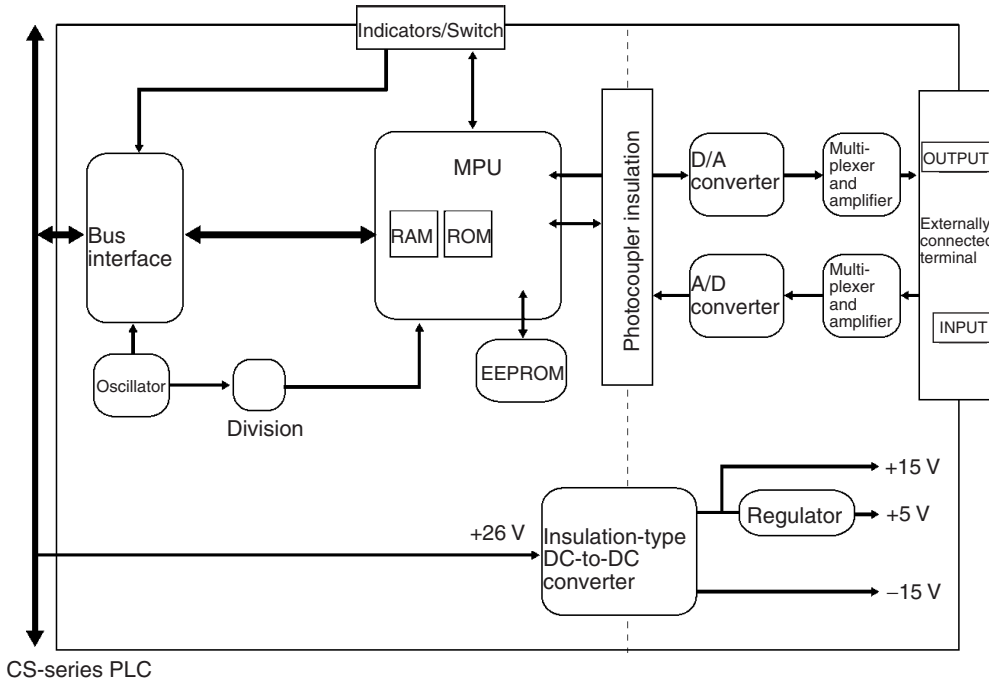 Indicators/Switch
MPU
RAM
ROM
Bus
interface
Oscillator
Division
EEPROM
Photocoupler insulation
D/A
converter
Multi-
plexer
and
amplifier
OUTPUT
Externally
connected
terminal
A/D
converter
Multi-
plexer
and
amplifier
INPUT
+26 V
Insulation-type
DC-to-DC
converter
+15 V
Regulator
+5 V
−15 V
CS-series PLC